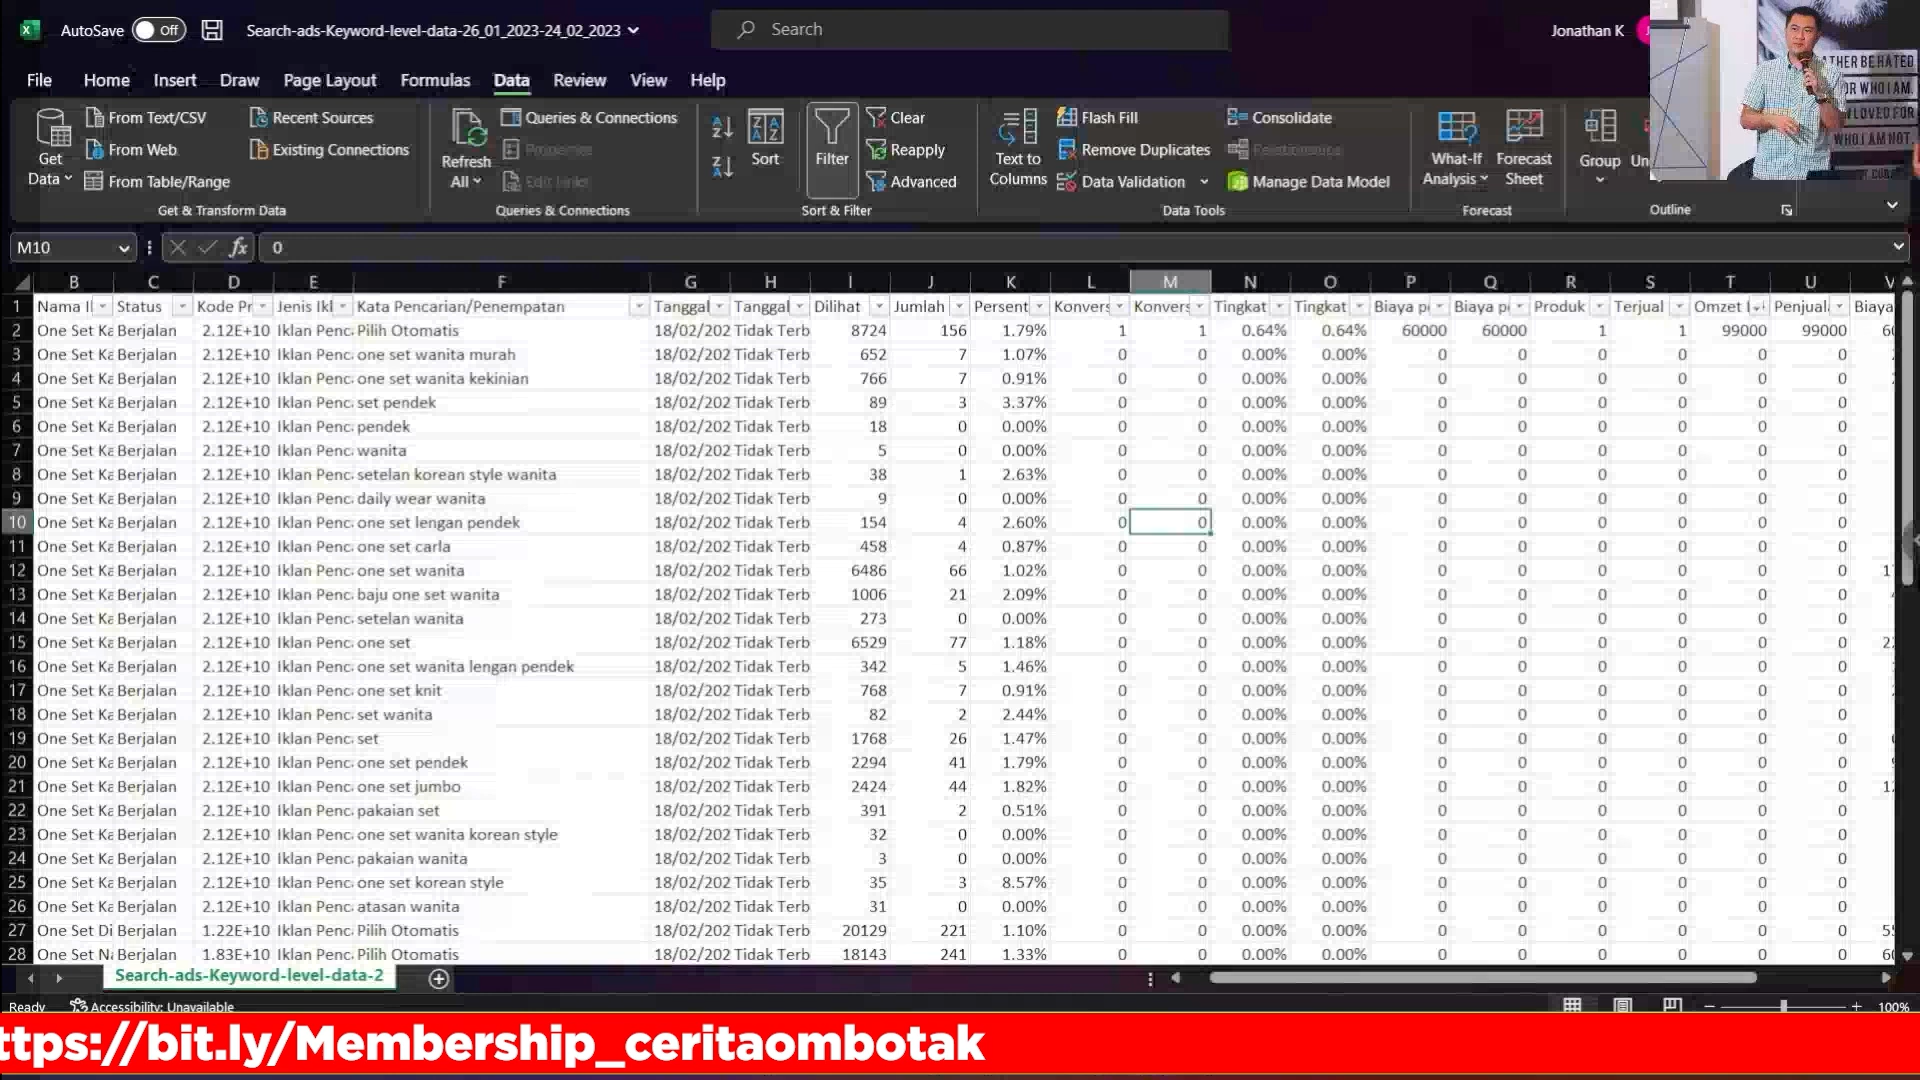 AutoSave Off Search-ads-Keyword-level-data-26_01_2023-24_02_2023 Search Jonathan K
File Home Insert Draw Page Layout Formulas Data Review View Help
Get Data
From Text/CSV
From Web
From Table/Range
Recent Sources
Existing Connections
Get & Transform Data
Refresh All
Queries & Connections
Properties
Edit Links
Queries & Connections
Sort
Filter
Clear
Reapply
Advanced
Sort & Filter
Text to Columns
Flash Fill
Remove Duplicates
Data Validation
Consolidate
Relationships
Manage Data Model
Data Tools
What-If Analysis
Forecast Sheet
Forecast
Group
Outline
ATHER BE HATED
OR WHO I AM.
LOVED FOR
WHO I AM NOT.
M10 fx 0
B C D E F G H I J K L M N O P Q R S T U V
1 Nama I Status Kode Pr Jenis Ikl Kata Pencarian/Penempatan Tanggal Tanggal Dilihat Jumlah Persent Konvers Konvers Tingkat Tingkat Biaya p Biaya p Produk Terjual Omzet Penjuala Biaya
2 One Set Ka Berjalan 2.12E+10 Iklan Penc Pilih Otomatis 18/02/202 Tidak Terb 8724 156 1.79% 1 1 0.64% 0.64% 60000 60000 1 1 99000 99000 60
3 One Set Ka Berjalan 2.12E+10 Iklan Penc one set wanita murah 18/02/202 Tidak Terb 652 7 1.07% 0 0 0.00% 0.00% 0 0 0 0 0 0
4 One Set Ka Berjalan 2.12E+10 Iklan Penc one set wanita kekinian 18/02/202 Tidak Terb 766 7 0.91% 0 0 0.00% 0.00% 0 0 0 0 0 0
5 One Set Ka Berjalan 2.12E+10 Iklan Penc set pendek 18/02/202 Tidak Terb 89 3 3.37% 0 0 0.00% 0.00% 0 0 0 0 0 0
6 One Set Ka Berjalan 2.12E+10 Iklan Penc pendek 18/02/202 Tidak Terb 18 0 0.00% 0 0 0.00% 0.00% 0 0 0 0 0 0
7 One Set Ka Berjalan 2.12E+10 Iklan Penc wanita 18/02/202 Tidak Terb 5 0 0.00% 0 0 0.00% 0.00% 0 0 0 0 0 0
8 One Set Ka Berjalan 2.12E+10 Iklan Penc setelan korean style wanita 18/02/202 Tidak Terb 38 1 2.63% 0 0 0.00% 0.00% 0 0 0 0 0 0
9 One Set Ka Berjalan 2.12E+10 Iklan Penc daily wear wanita 18/02/202 Tidak Terb 9 0 0.00% 0 0 0.00% 0.00% 0 0 0 0 0 0
10 One Set Ka Berjalan 2.12E+10 Iklan Penc one set lengan pendek 18/02/202 Tidak Terb 154 4 2.60% 0 0 0.00% 0.00% 0 0 0 0 0 0
11 One Set Ka Berjalan 2.12E+10 Iklan Penc one set carla 18/02/202 Tidak Terb 458 4 0.87% 0 0 0.00% 0.00% 0 0 0 0 0 0
12 One Set Ka Berjalan 2.12E+10 Iklan Penc one set wanita 18/02/202 Tidak Terb 6486 66 1.02% 0 0 0.00% 0.00% 0 0 0 0 0 0 1
13 One Set Ka Berjalan 2.12E+10 Iklan Penc baju one set wanita 18/02/202 Tidak Terb 1006 21 2.09% 0 0 0.00% 0.00% 0 0 0 0 0 0
14 One Set Ka Berjalan 2.12E+10 Iklan Penc setelan wanita 18/02/202 Tidak Terb 273 0 0.00% 0 0 0.00% 0.00% 0 0 0 0 0 0
15 One Set Ka Berjalan 2.12E+10 Iklan Penc one set 18/02/202 Tidak Terb 6529 77 1.18% 0 0 0.00% 0.00% 0 0 0 0 0 0 2
16 One Set Ka Berjalan 2.12E+10 Iklan Penc one set wanita lengan pendek 18/02/202 Tidak Terb 342 5 1.46% 0 0 0.00% 0.00% 0 0 0 0 0 0
17 One Set Ka Berjalan 2.12E+10 Iklan Penc one set knit 18/02/202 Tidak Terb 768 7 0.91% 0 0 0.00% 0.00% 0 0 0 0 0 0
18 One Set Ka Berjalan 2.12E+10 Iklan Penc set wanita 18/02/202 Tidak Terb 82 2 2.44% 0 0 0.00% 0.00% 0 0 0 0 0 0
19 One Set Ka Berjalan 2.12E+10 Iklan Penc set 18/02/202 Tidak Terb 1768 26 1.47% 0 0 0.00% 0.00% 0 0 0 0 0 0
20 One Set Ka Berjalan 2.12E+10 Iklan Penc one set pendek 18/02/202 Tidak Terb 2294 41 1.79% 0 0 0.00% 0.00% 0 0 0 0 0 0
21 One Set Ka Berjalan 2.12E+10 Iklan Penc one set jumbo 18/02/202 Tidak Terb 2424 44 1.82% 0 0 0.00% 0.00% 0 0 0 0 0 0 1
22 One Set Ka Berjalan 2.12E+10 Iklan Penc pakaian set 18/02/202 Tidak Terb 391 2 0.51% 0 0 0.00% 0.00% 0 0 0 0 0 0
23 One Set Ka Berjalan 2.12E+10 Iklan Penc one set wanita korean style 18/02/202 Tidak Terb 32 0 0.00% 0 0 0.00% 0.00% 0 0 0 0 0 0
24 One Set Ka Berjalan 2.12E+10 Iklan Penc pakaian wanita 18/02/202 Tidak Terb 3 0 0.00% 0 0 0.00% 0.00% 0 0 0 0 0 0
25 One Set Ka Berjalan 2.12E+10 Iklan Penc one set korean style 18/02/202 Tidak Terb 35 3 8.57% 0 0 0.00% 0.00% 0 0 0 0 0 0
26 One Set Ka Berjalan 2.12E+10 Iklan Penc atasan wanita 18/02/202 Tidak Terb 31 0 0.00% 0 0 0.00% 0.00% 0 0 0 0 0 0
27 One Set Di Berjalan 1.22E+10 Iklan Penc Pilih Otomatis 18/02/202 Tidak Terb 20129 221 1.10% 0 0 0.00% 0.00% 0 0 0 0 0 0 5
28 One Set Na Berjalan 1.83E+10 Iklan Penc Pilih Otomatis 18/02/202 Tidak Terb 18143 241 1.33% 0 0 0.00% 0.00% 0 0 0 0 0 0 60
Search-ads-Keyword-level-data-2
Ready Accessibility: Unavailable 100%
ttps://bit.ly/Membership_ceritaombotak